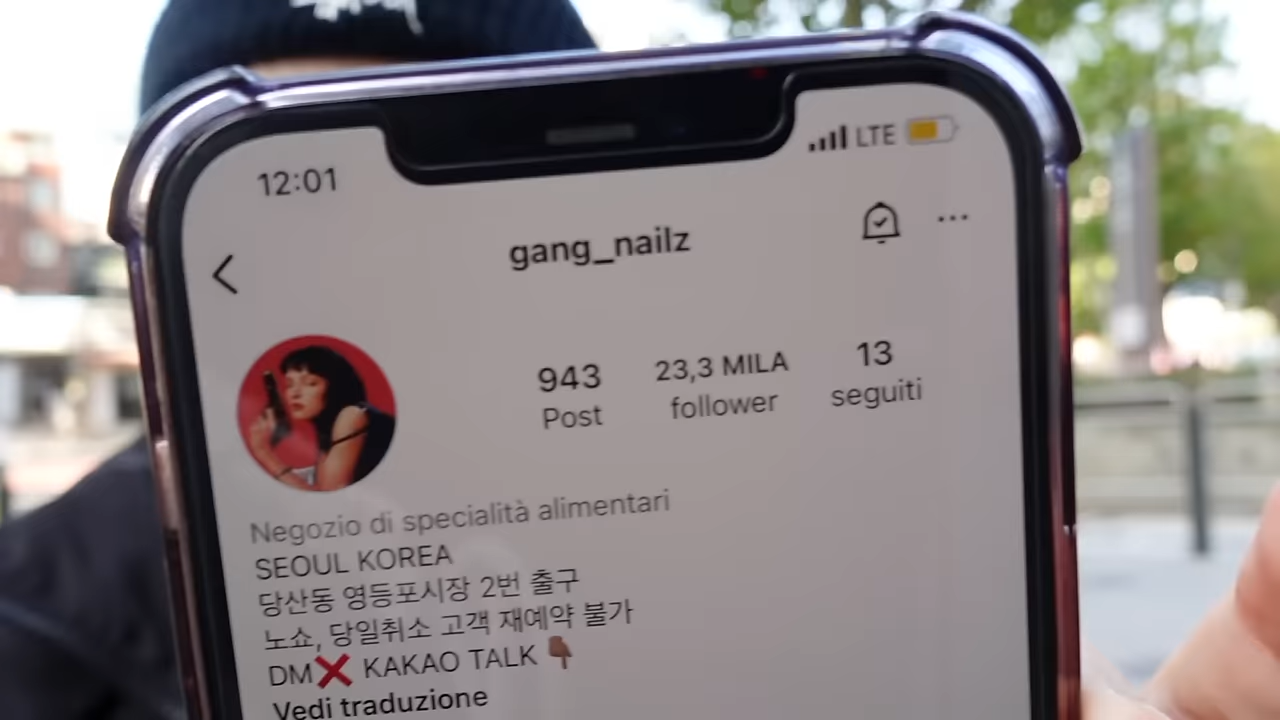 12:01
LTE
gang_nailz
943
Post
23,3 MILA
follower
13
seguiti
Negozio di specialità alimentari
SEOUL KOREA
당산동 영등포시장 2번 출구
노쇼, 당일취소 고객 재예약 불가
DM❌ KAKAO TALK 👇🏾
Vedi traduzione